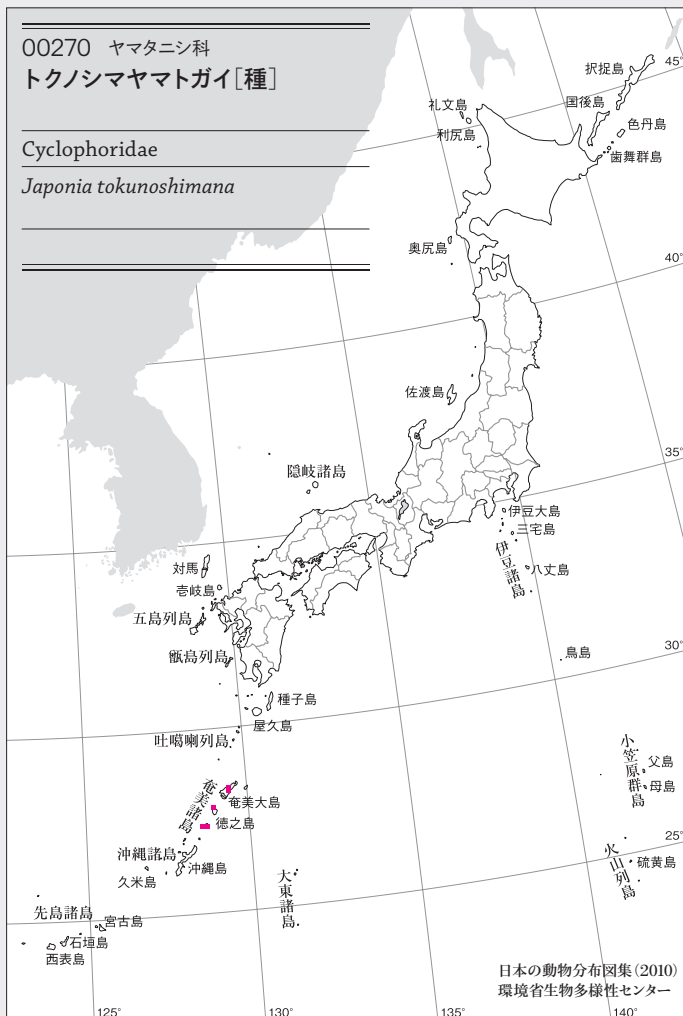 00270 ヤマタニシ科
トクノシマヤマトガイ[種]
Cyclophoridae
Japonia tokunoshimana
択捉島
45°
国後島
礼文島
色丹島
利尻島
歯舞群島
奥尻島
40°
佐渡島
35°
隠岐諸島
伊豆大島
三宅島
伊豆諸島
八丈島
対馬
壱岐島
五島列島
甑島列島
鳥島
30°
種子島
屋久島
吐噶喇列島
小笠原群島
父島
母島
奄美諸島
奄美大島
徳之島
25°
火山列島
硫黄島
沖縄諸島
沖縄島
久米島
大東諸島
先島諸島
宮古島
石垣島
西表島
日本の動物分布図集(2010)
環境省生物多様性センター
125°
130°
135°
140°